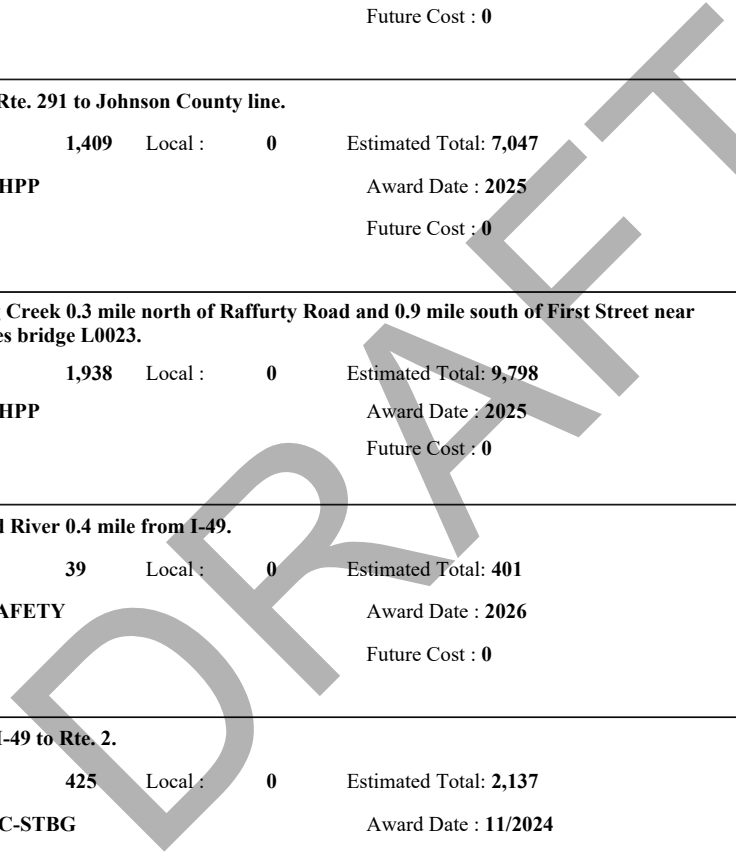 Future Cost : 0
Rte. 291 to Johnson County line.
1,409 Local : 0 Estimated Total: 7,047
HPP Award Date : 2025
Future Cost : 0
Creek 0.3 mile north of Raffurty Road and 0.9 mile south of First Street near
es bridge L0023.
1,938 Local : 0 Estimated Total: 9,798
HPP Award Date : 2025
Future Cost : 0
d River 0.4 mile from I-49.
39 Local : 0 Estimated Total: 401
AFETY Award Date : 2026
Future Cost : 0
I-49 to Rte. 2.
425 Local : 0 Estimated Total: 2,137
C-STBG Award Date : 11/2024
DRAFT